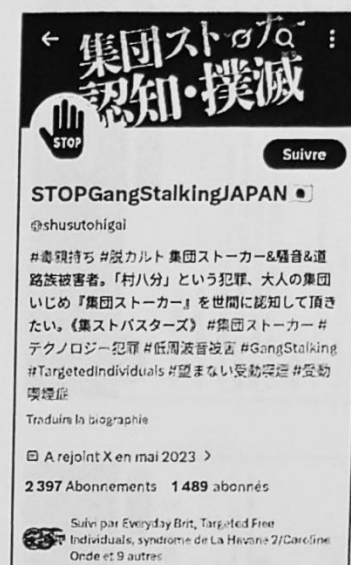 集団スト
認知・撲滅
STOP
Suivre
STOPGangStalkingJAPAN
@shusutohigai
#毒親持ち #脱カルト 集団ストーカー&騒音&道
路族被害者。「村八分」という犯罪、大人の集団
いじめ『集団ストーカー』を世間に認知して頂き
たい。《集ストバスターズ》 #集団ストーカー #
テクノロジー犯罪 #低周波音被害 #GangStalking
#TargetedIndividuals #望まない受動喫煙 #受動
喫煙症
Traduire la biographie
A rejoint X en mai 2023
2 397 Abonnements 1 489 abonnés
Suivi par Everyday Brit, Targeted Free
Individuals, syndrome de La Havane 2/Caroline
Onde et 9 autres